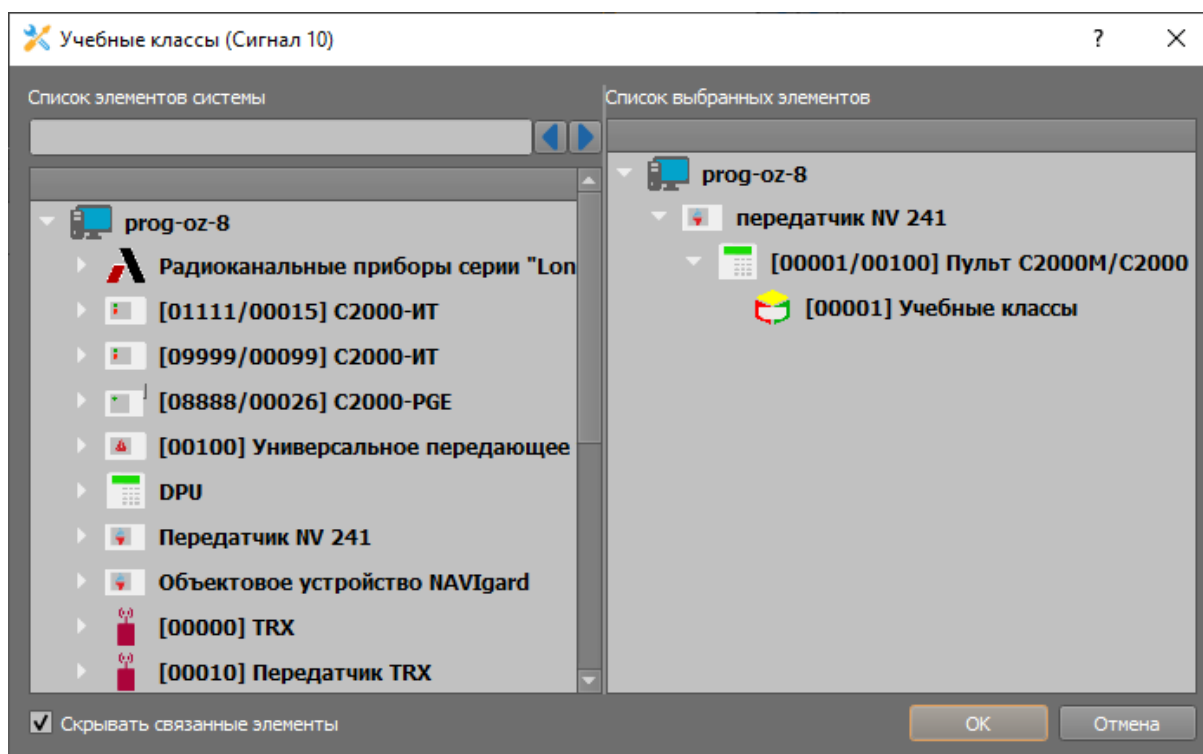 Учебные классы (Сигнал 10)
?
Список элементов системы
Список выбранных элементов
prog-oz-8
Радиоканальные приборы серии "Lon
[01111/00015] С2000-ИТ
[09999/00099] С2000-ИТ
[08888/00026] С2000-PGE
[00100] Универсальное передающее
DPU
Передатчик NV 241
Объектовое устройство NAVIgard
[00000] TRX
[00010] Передатчик TRX
prog-oz-8
передатчик NV 241
[00001/00100] Пульт С2000М/С2000
[00001] Учебные классы
Скрывать связанные элементы
OK
Отмена